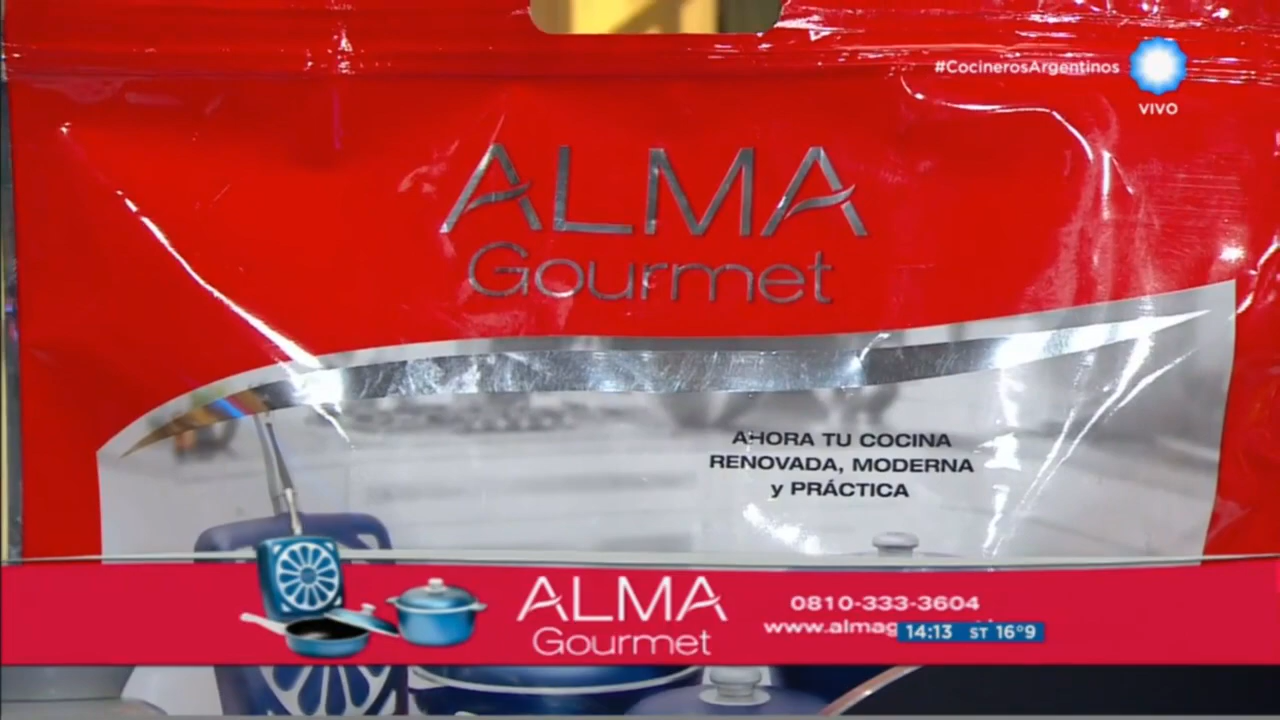 #CocinerosArgentinos
VIVO
ALMA
Gourmet
AHORA TU COCINA
RENOVADA, MODERNA
y PRÁCTICA
ALMA
Gourmet
0810-333-3604
14:13 ST 16°9